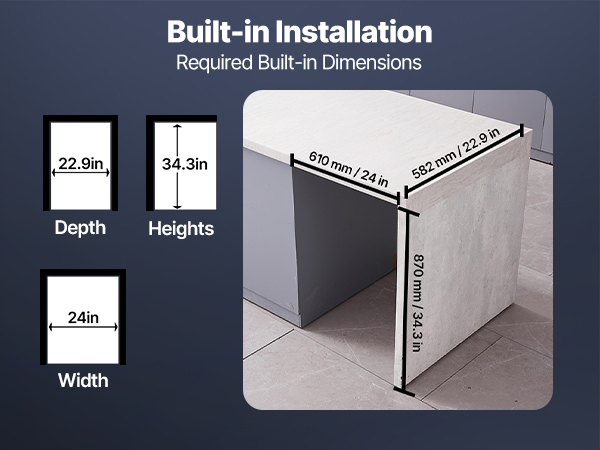 Built-in Installation
Required Built-in Dimensions
22.9in
Depth
34.3in
Heights
24in
Width
610 mm / 24 in
582 mm / 22.9 in
870 mm / 34.3 in